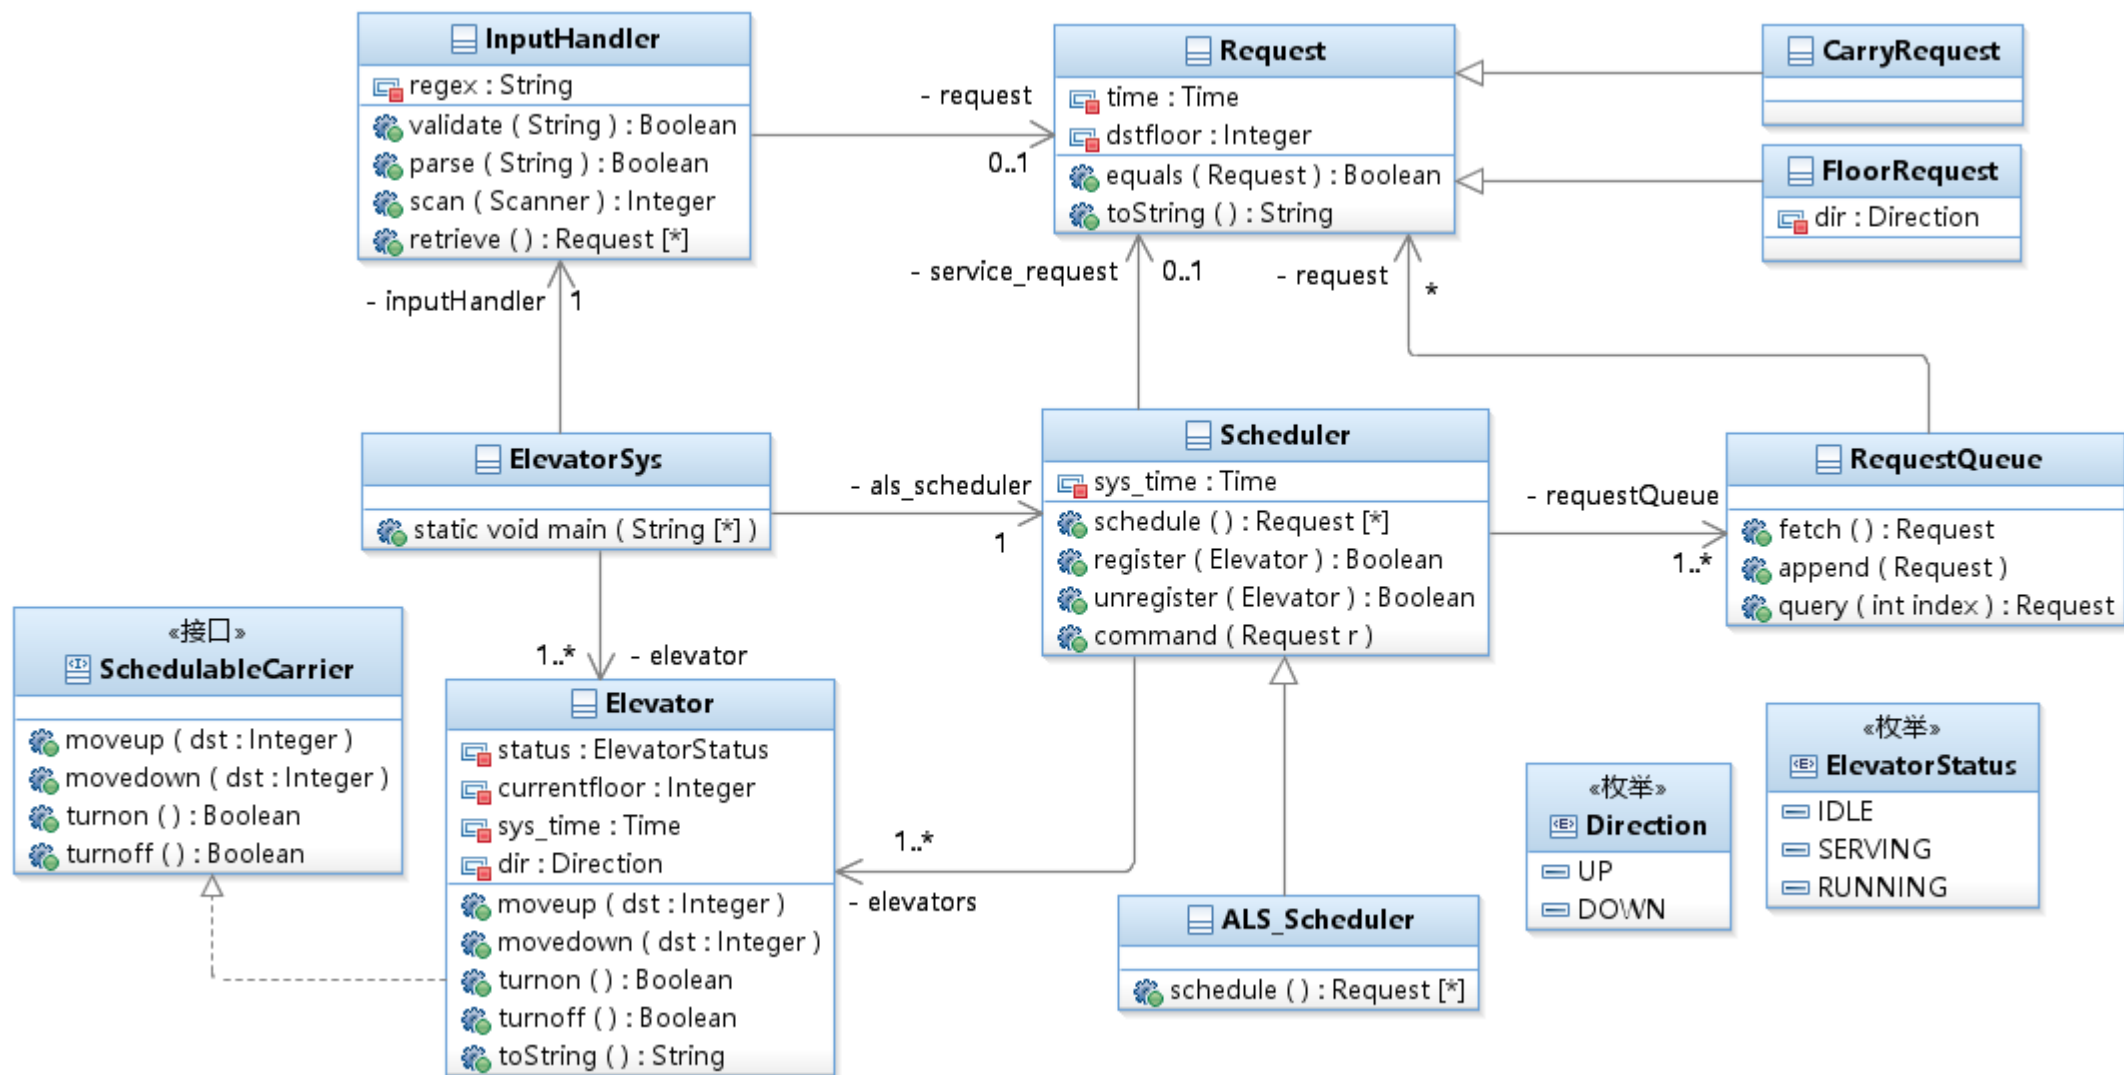 InputHandler
regex : String
validate ( String ) : Boolean
parse ( String ) : Boolean
scan ( Scanner ) : Integer
retrieve ( ) : Request [*]
- request
0..1
Request
time : Time
dstfloor : Integer
equals ( Request ) : Boolean
toString ( ) : String
CarryRequest
FloorRequest
dir : Direction
- inputHandler
1
- service_request
0..1
- request
*
ElevatorSys
static void main ( String [*] )
- als_scheduler
1
Scheduler
sys_time : Time
schedule ( ) : Request [*]
register ( Elevator ) : Boolean
unregister ( Elevator ) : Boolean
command ( Request r )
- requestQueue
1..*
RequestQueue
fetch ( ) : Request
append ( Request )
query ( int index ) : Request
«接口»
SchedulableCarrier
moveup ( dst : Integer )
movedown ( dst : Integer )
turnon ( ) : Boolean
turnoff ( ) : Boolean
1..*
- elevator
Elevator
status : ElevatorStatus
currentfloor : Integer
sys_time : Time
dir : Direction
moveup ( dst : Integer )
movedown ( dst : Integer )
turnon ( ) : Boolean
turnoff ( ) : Boolean
toString ( ) : String
1..*
- elevators
ALS_Scheduler
schedule ( ) : Request [*]
«枚举»
Direction
UP
DOWN
«枚举»
ElevatorStatus
IDLE
SERVING
RUNNING